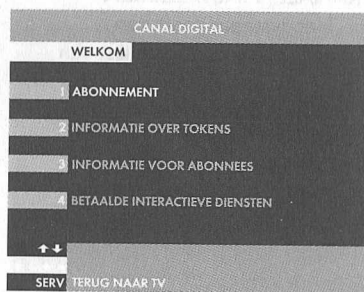 CANAL DIGITAL
WELKOM
1 ABONNEMENT
2 INFORMATIE OVER TOKENS
3 INFORMATIE VOOR ABONNEES
4 BETAALDE INTERACTIEVE DIENSTEN
SERV TERUG NAAR TV